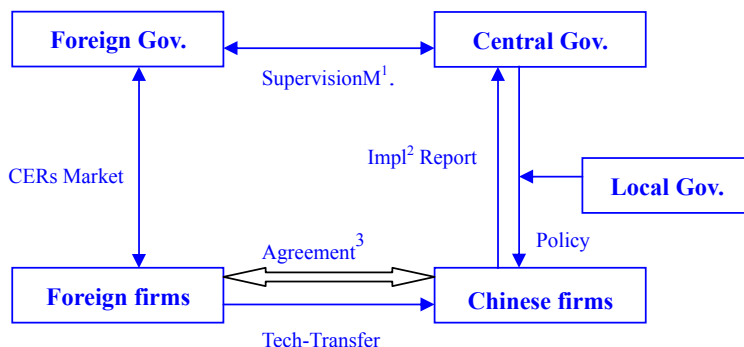 Foreign Gov.
Central Gov.
SupervisionM¹.
CERs Market
Impl² Report
Local Gov.
Policy
Agreement³
Foreign firms
Chinese firms
Tech-Transfer